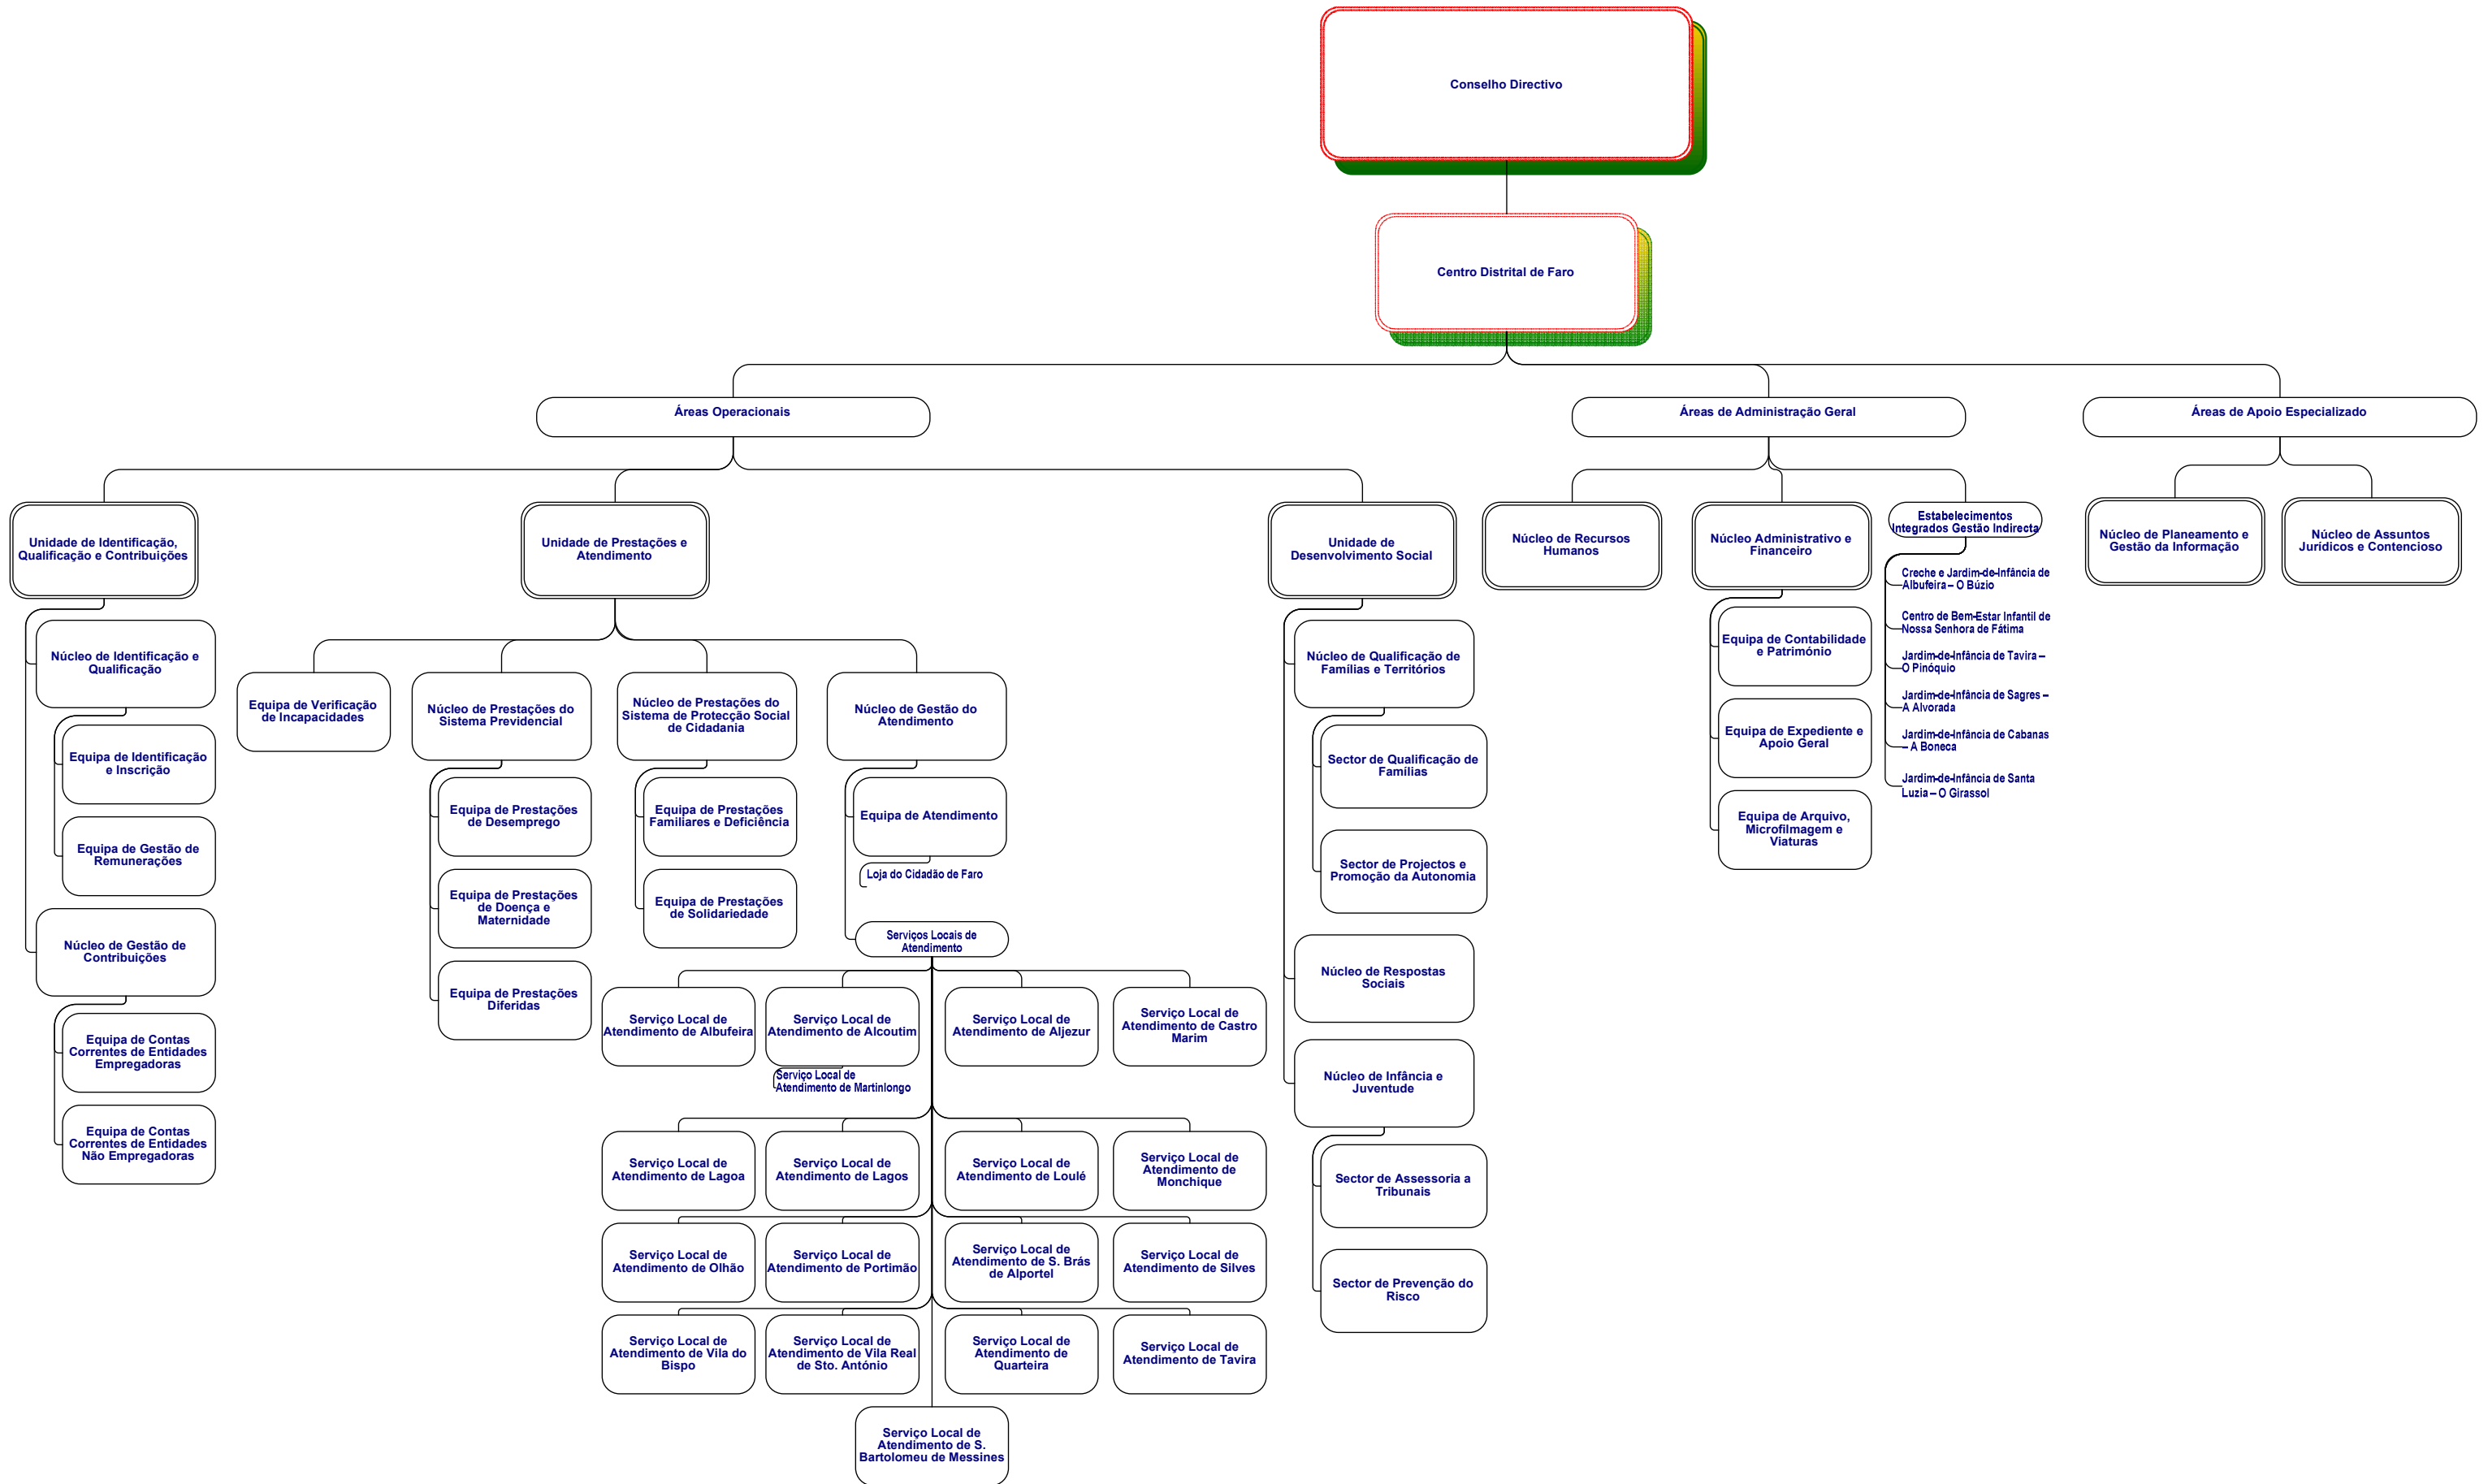 Conselho Directivo
Centro Distrital de Faro
Áreas Operacionais
Áreas de Administração Geral
Áreas de Apoio Especializado
Unidade de Identificação,
Qualificação e Contribuições
Unidade de Prestações e
Atendimento
Unidade de
Desenvolvimento Social
Núcleo de Recursos
Humanos
Núcleo Administrativo e
Financeiro
Estabelecimentos
Integrados Gestão Indirecta
Núcleo de Planeamento e
Gestão da Informação
Núcleo de Assuntos
Jurídicos e Contencioso
Núcleo de Identificação e
Qualificação
Equipa de Identificação
e Inscrição
Equipa de Gestão de
Remunerações
Núcleo de Gestão de
Contribuições
Equipa de Contas
Correntes de Entidades
Empregadoras
Equipa de Contas
Correntes de Entidades
Não Empregadoras
Equipa de Verificação
de Incapacidades
Núcleo de Prestações do
Sistema Previdencial
Equipa de Prestações
de Desemprego
Equipa de Prestações
de Doença e
Maternidade
Equipa de Prestações
Diferidas
Núcleo de Prestações do
Sistema de Protecção Social
de Cidadania
Equipa de Prestações
Familiares e Deficiência
Equipa de Prestações
de Solidariedade
Núcleo de Gestão do
Atendimento
Equipa de Atendimento
Loja do Cidadão de Faro
Serviços Locais de
Atendimento
Serviço Local de
Atendimento de Albufeira
Serviço Local de
Atendimento de Alcoutim
Serviço Local de
Atendimento de Martinlongo
Serviço Local de
Atendimento de Aljezur
Serviço Local de
Atendimento de Castro
Marim
Serviço Local de
Atendimento de Lagoa
Serviço Local de
Atendimento de Lagos
Serviço Local de
Atendimento de Loulé
Serviço Local de
Atendimento de
Monchique
Serviço Local de
Atendimento de Olhão
Serviço Local de
Atendimento de Portimão
Serviço Local de
Atendimento de S. Brás
de Alportel
Serviço Local de
Atendimento de Silves
Serviço Local de
Atendimento de Vila do
Bispo
Serviço Local de
Atendimento de Vila Real
de Sto. António
Serviço Local de
Atendimento de
Quarteira
Serviço Local de
Atendimento de Tavira
Serviço Local de
Atendimento de S.
Bartolomeu de Messines
Núcleo de Qualificação de
Famílias e Territórios
Sector de Qualificação de
Famílias
Sector de Projectos e
Promoção da Autonomia
Núcleo de Respostas
Sociais
Núcleo de Infância e
Juventude
Sector de Assessoria a
Tribunais
Sector de Prevenção do
Risco
Equipa de Contabilidade
e Património
Equipa de Expediente e
Apoio Geral
Equipa de Arquivo,
Microfilmagem e
Viaturas
Creche e Jardim-de-Infância de
Albufeira – O Búzio
Centro de Bem-Estar Infantil de
Nossa Senhora de Fátima
Jardim-de-Infância de Tavira –
O Pinóquio
Jardim-de-Infância de Sagres –
A Alvorada
Jardim-de-Infância de Cabanas
– A Boneca
Jardim-de-Infância de Santa
Luzia – O Girassol